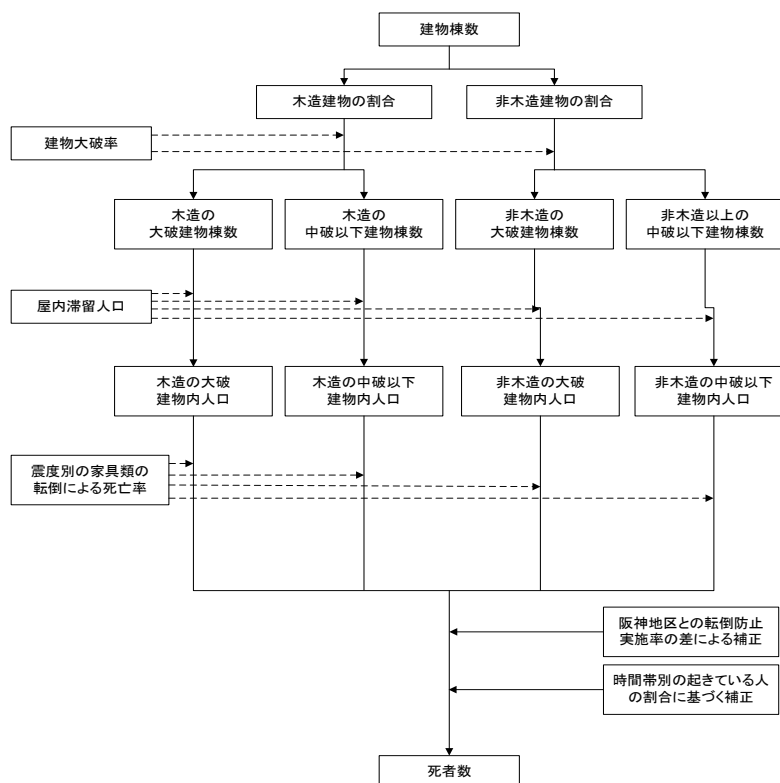 建物棟数
木造建物の割合
非木造建物の割合
建物大破率
木造の
大破建物棟数
木造の
中破以下建物棟数
非木造の
大破建物棟数
非木造以上の
中破以下建物棟数
屋内滞留人口
木造の大破
建物内人口
木造の中破以下
建物内人口
非木造の大破
建物内人口
非木造の中破以下
建物内人口
震度別の家具類の
転倒による死亡率
阪神地区との転倒防止
実施率の差による補正
時間帯別の起きている人
の割合に基づく補正
死者数